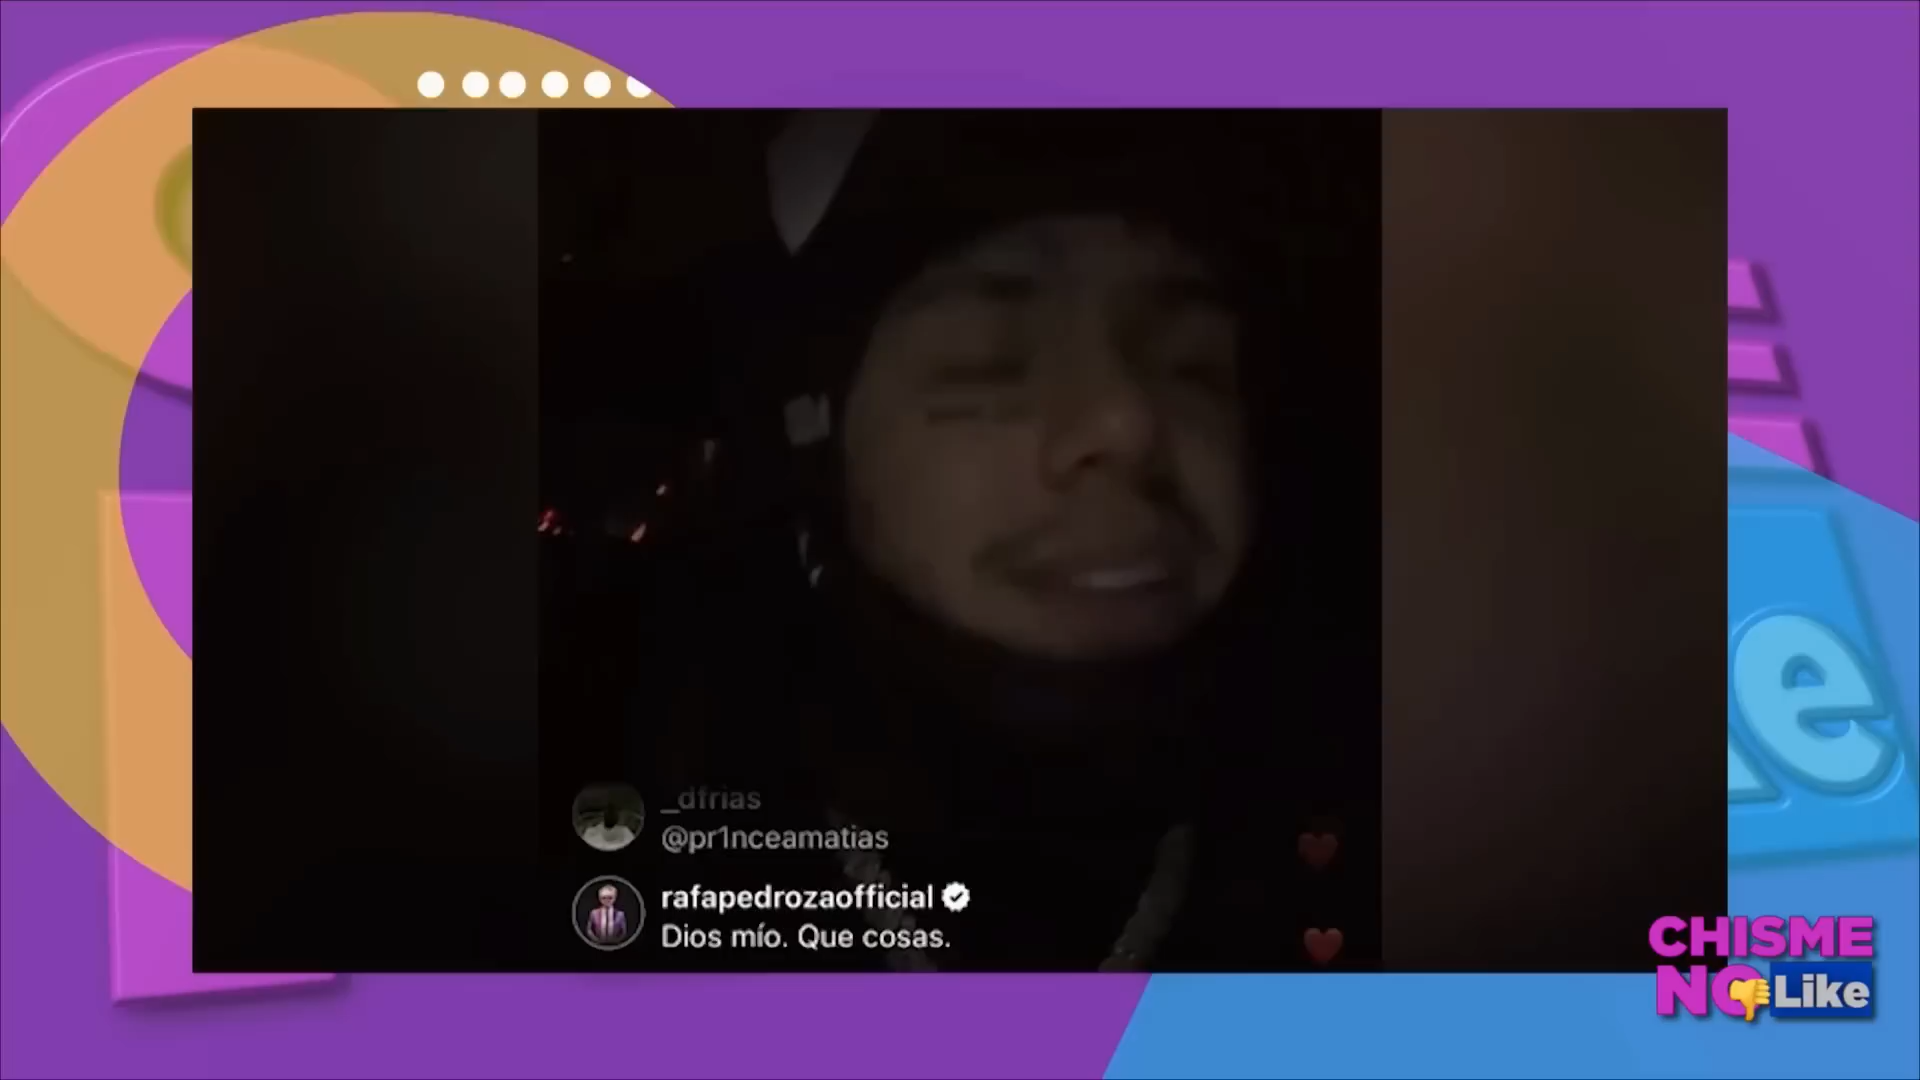 _dfrias
@pr1nceamatias
rafapedrozaofficial
Dios mío. Que cosas.
e
CHISME
NO Like